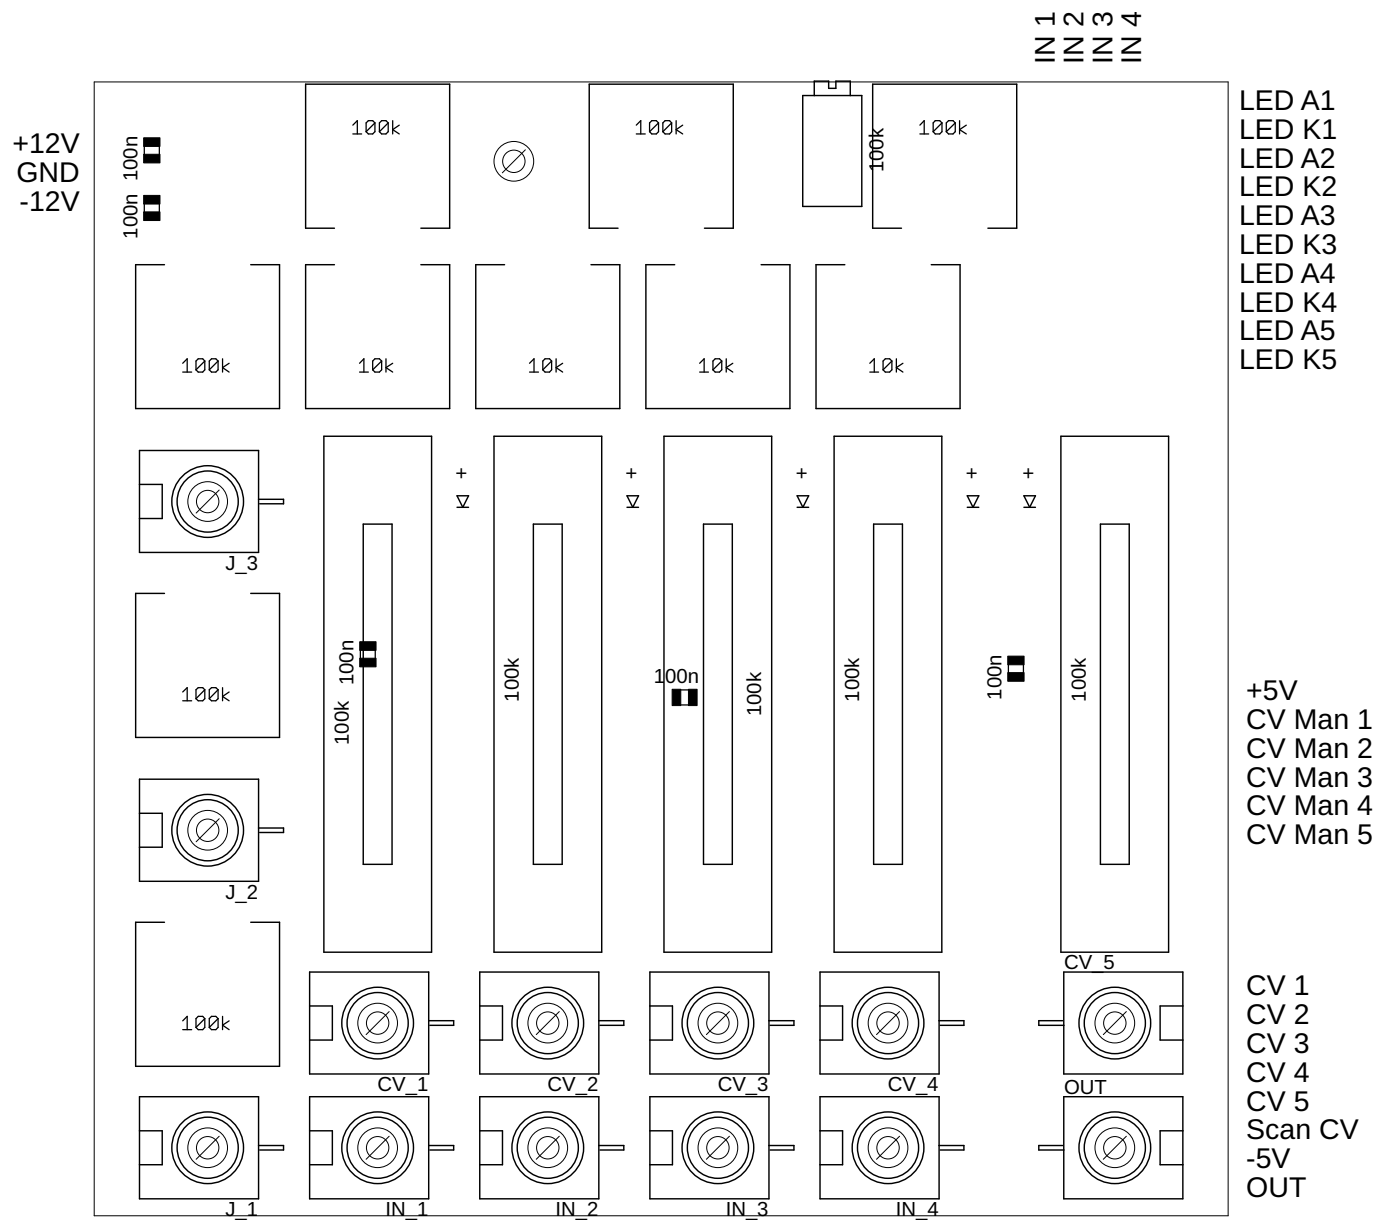 IN 1
IN 2
IN 3
IN 4
+12V
GND
-12V
100n
100n
100k
100k
100k
100k
LED A1
LED K1
LED A2
LED K2
LED A3
LED K3
LED A4
LED K4
LED A5
LED K5
100k
10k
10k
10k
10k
+
+
+
+
+
J_3
100k
100n
100k
100k
100n
100k
100k
100n
100k
+5V
CV Man 1
CV Man 2
CV Man 3
CV Man 4
CV Man 5
J_2
100k
CV_5
CV_1
CV_2
CV_3
CV_4
OUT
CV 1
CV 2
CV 3
CV 4
CV 5
Scan CV
-5V
OUT
J_1
IN_1
IN_2
IN_3
IN_4